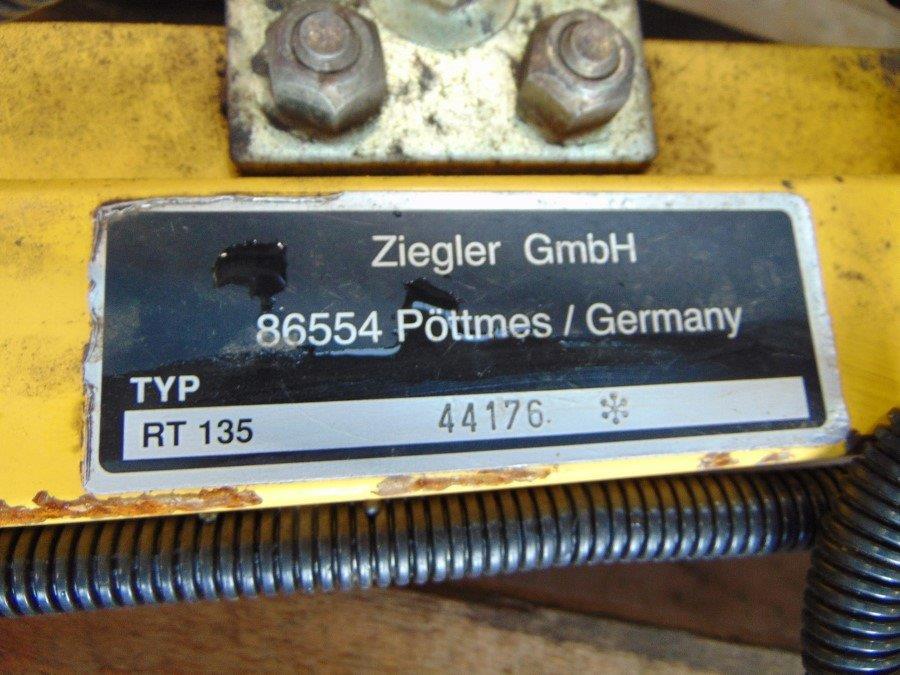 Ziegler GmbH
86554 Pöttmes / Germany
TYP
RT 135 44176 *